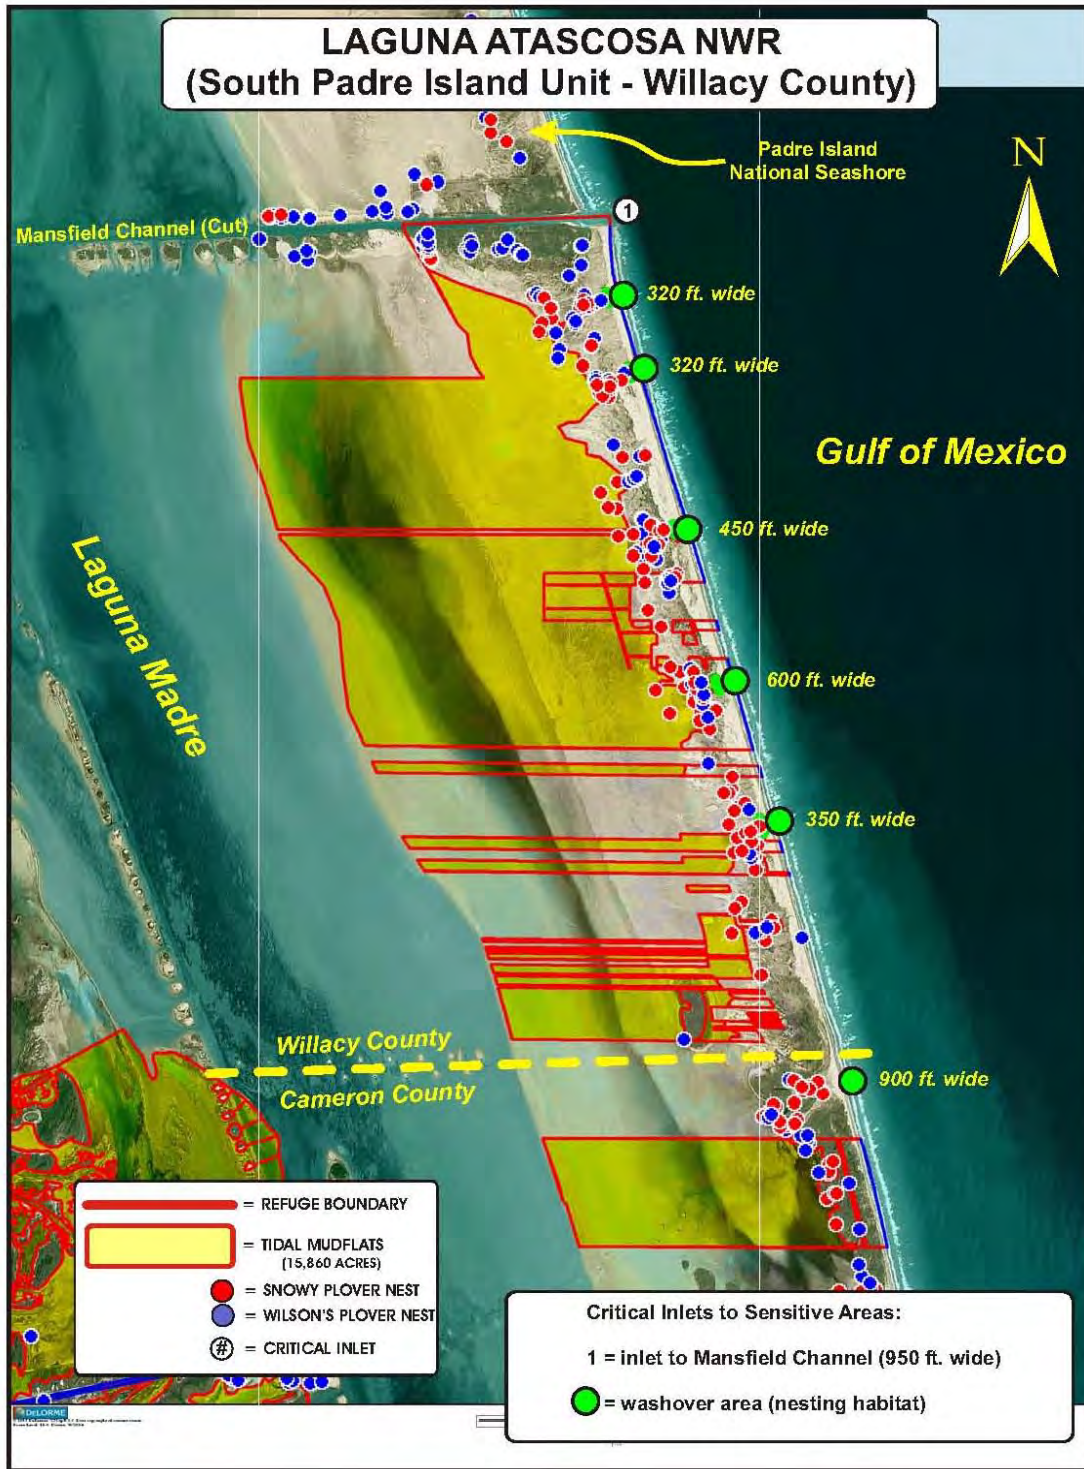 LAGUNA ATASCOSA NWR
(South Padre Island Unit - Willacy County)
Padre Island
National Seashore
N
Mansfield Channel (Cut)
1
320 ft. wide
320 ft. wide
Gulf of Mexico
450 ft. wide
Laguna Madre
600 ft. wide
350 ft. wide
Willacy County
Cameron County
900 ft. wide
= REFUGE BOUNDARY
= TIDAL MUDFLATS
(15,860 ACRES)
= SNOWY PLOVER NEST
= WILSON'S PLOVER NEST
# = CRITICAL INLET
Critical Inlets to Sensitive Areas:
1 = inlet to Mansfield Channel (950 ft. wide)
= washover area (nesting habitat)
DELORME